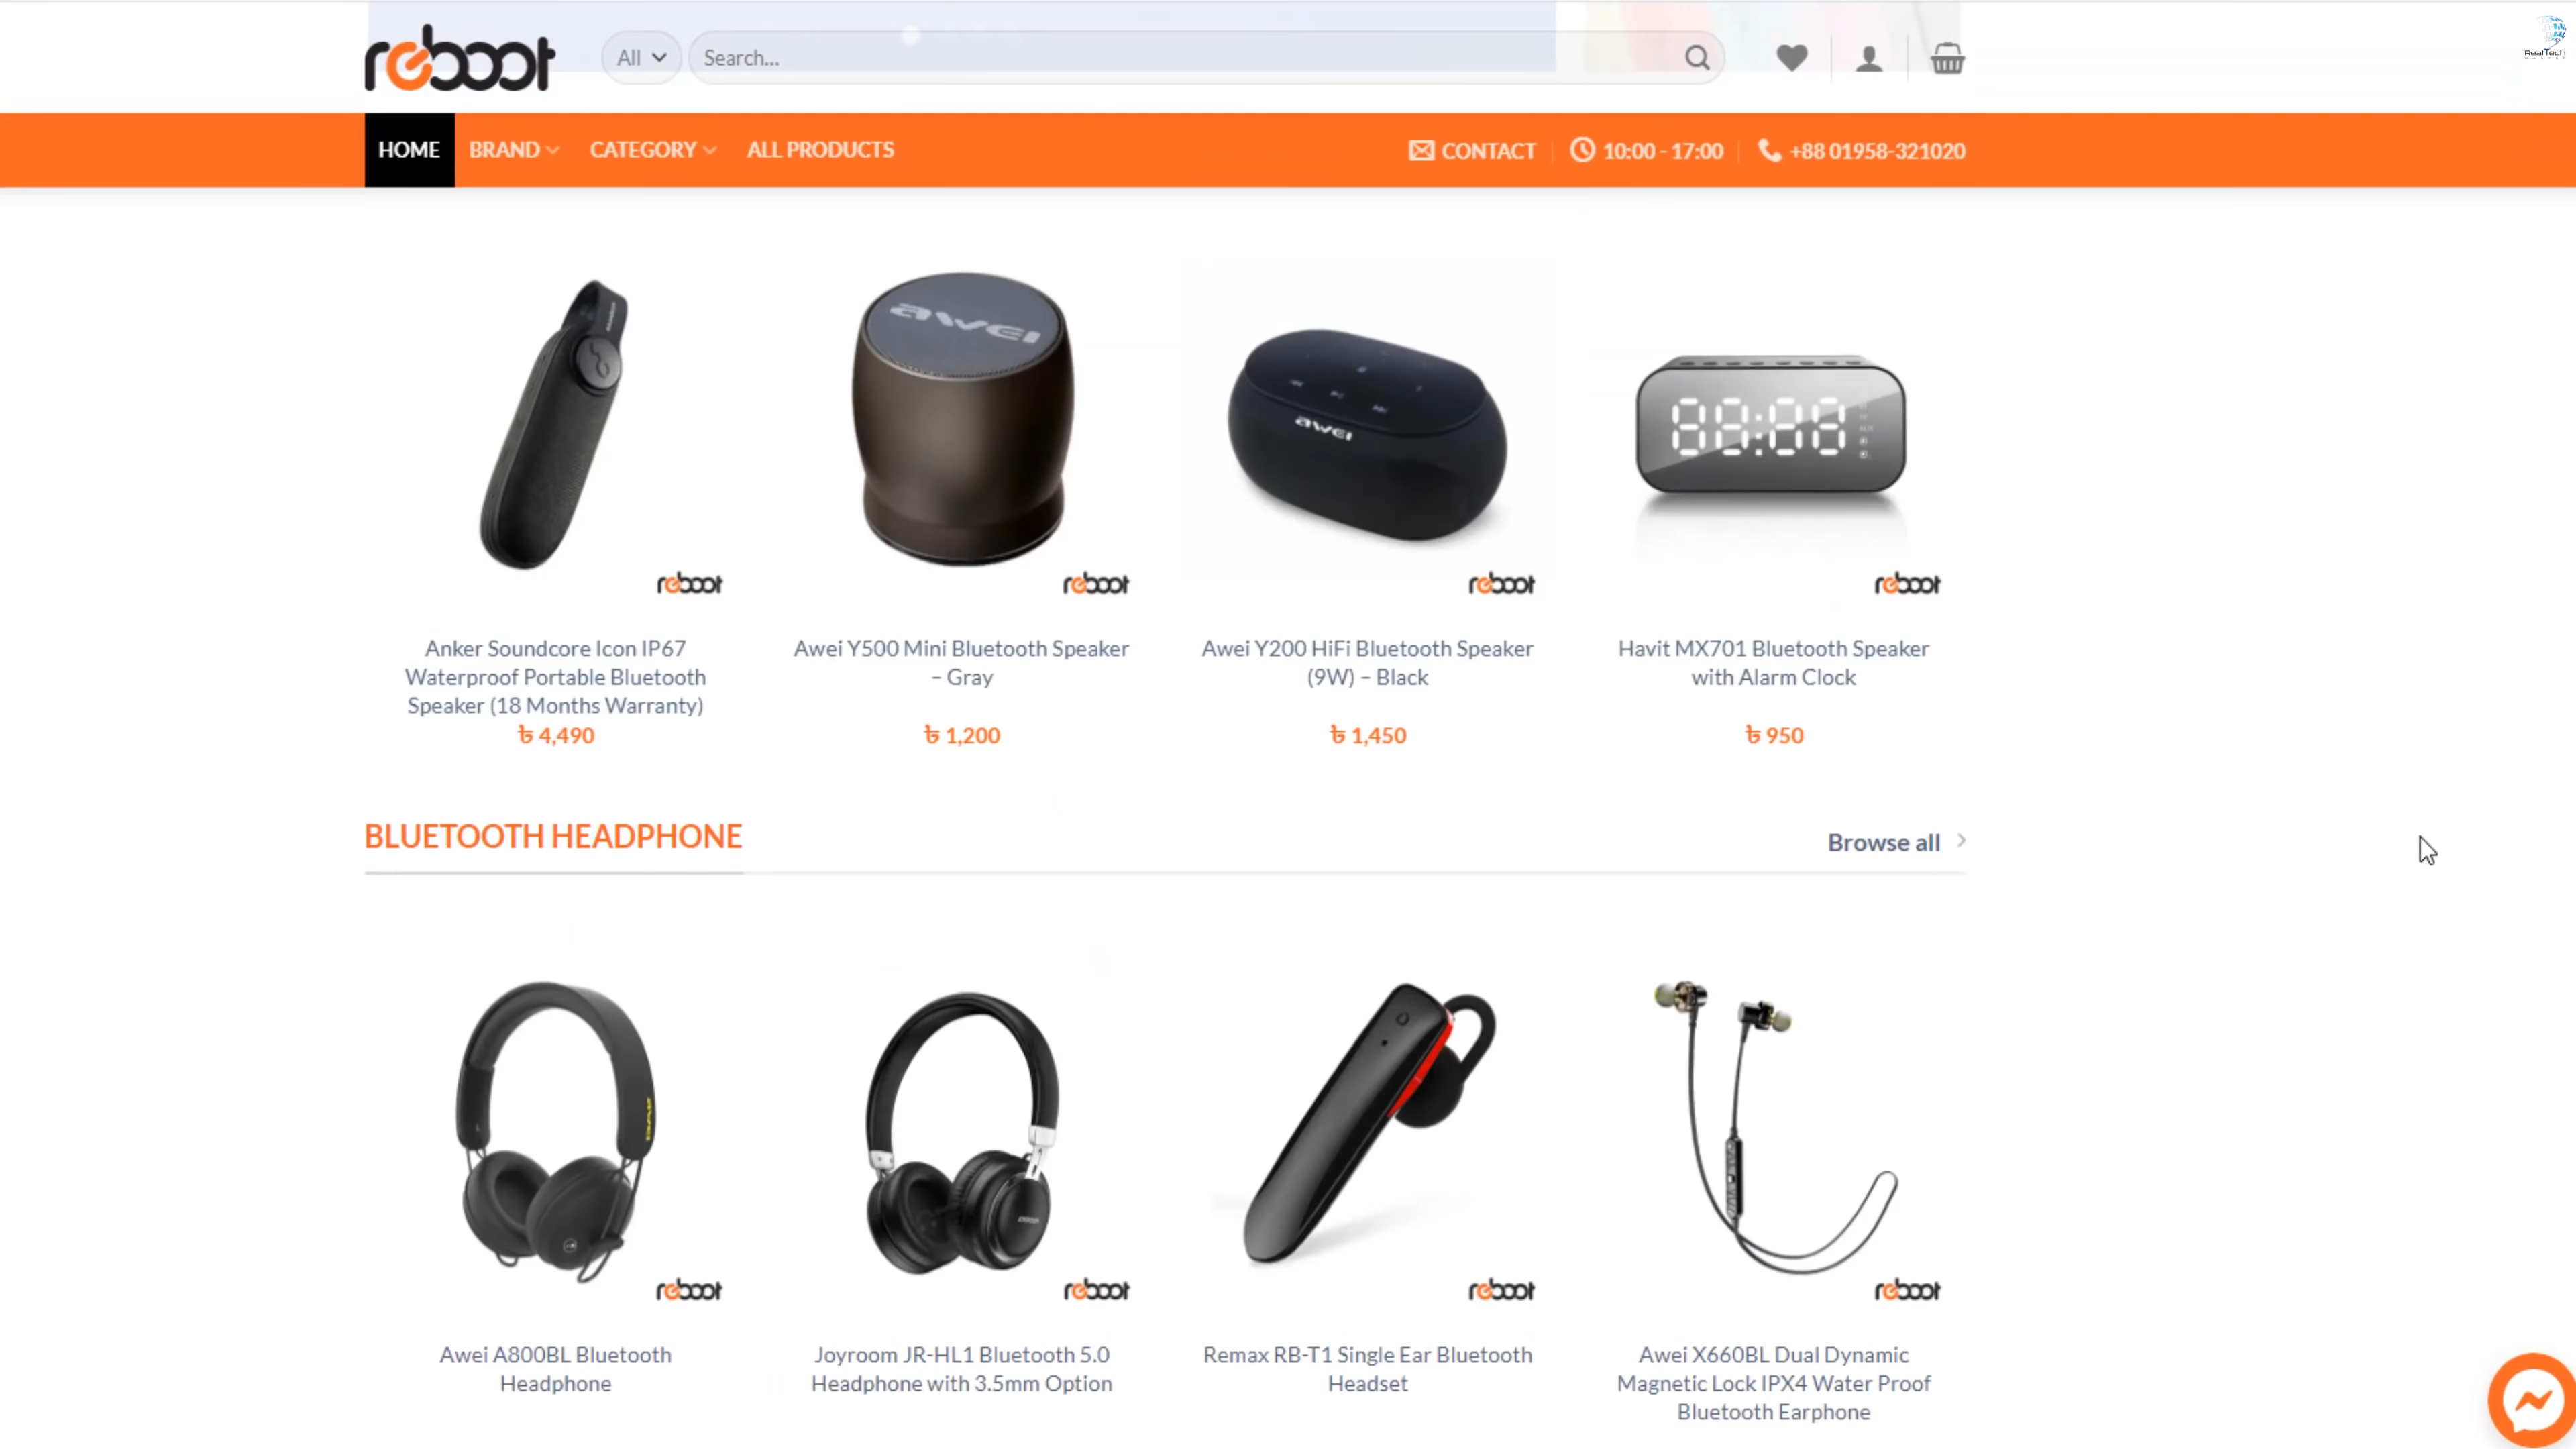 reboot
All
Search...
RealTech
HOME
BRAND
CATEGORY
ALL PRODUCTS
CONTACT
10:00 - 17:00
+88 01958-321020
awei
awei
88:88
reboot
reboot
reboot
reboot
Anker Soundcore Icon IP67
Waterproof Portable Bluetooth
Speaker (18 Months Warranty)
৳ 4,490
Awei Y500 Mini Bluetooth Speaker
– Gray
৳ 1,200
Awei Y200 HiFi Bluetooth Speaker
(9W) – Black
৳ 1,450
Havit MX701 Bluetooth Speaker
with Alarm Clock
৳ 950
BLUETOOTH HEADPHONE
Browse all
reboot
reboot
reboot
reboot
Awei A800BL Bluetooth
Headphone
Joyroom JR-HL1 Bluetooth 5.0
Headphone with 3.5mm Option
Remax RB-T1 Single Ear Bluetooth
Headset
Awei X660BL Dual Dynamic
Magnetic Lock IPX4 Water Proof
Bluetooth Earphone